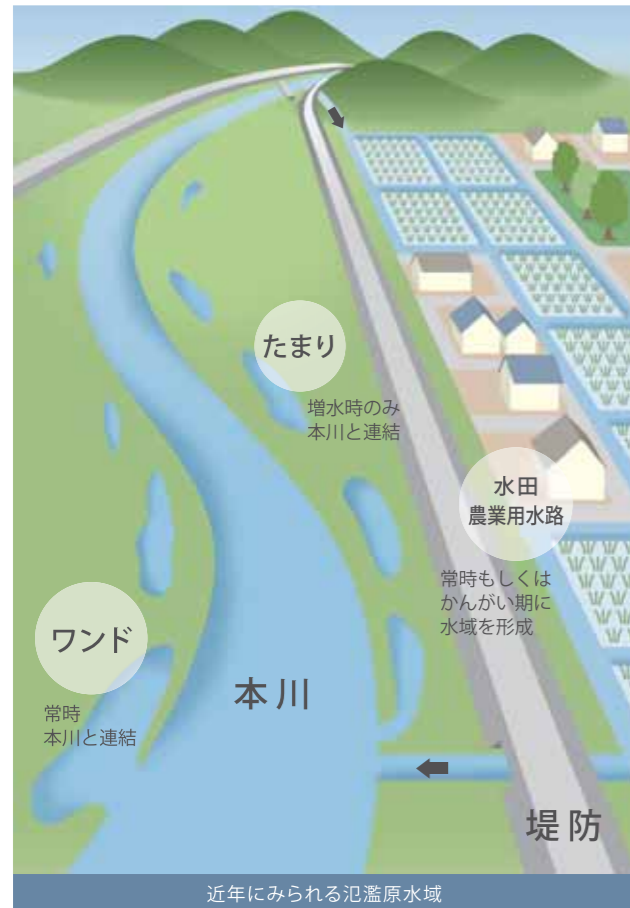 たまり
増水時のみ
本川と連結
水田
農業用水路
常時もしくは
かんがい期に
水域を形成
ワンド
常時
本川と連結
本川
堤防
近年にみられる氾濫原水域